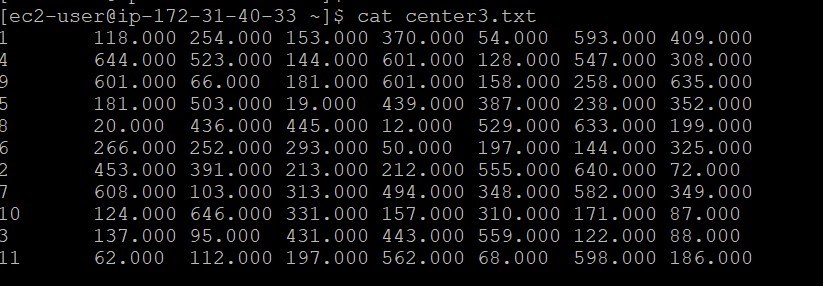 [ec2-user@ip-172-31-40-33 ~]$ cat center3.txt
1 118.000 254.000 153.000 370.000 54.000 593.000 409.000
4 644.000 523.000 144.000 601.000 128.000 547.000 308.000
9 601.000 66.000 181.000 601.000 158.000 258.000 635.000
5 181.000 503.000 19.000 439.000 387.000 238.000 352.000
8 20.000 436.000 445.000 12.000 529.000 633.000 199.000
6 266.000 252.000 293.000 50.000 197.000 144.000 325.000
2 453.000 391.000 213.000 212.000 555.000 640.000 72.000
7 608.000 103.000 313.000 494.000 348.000 582.000 349.000
10 124.000 646.000 331.000 157.000 310.000 171.000 87.000
3 137.000 95.000 431.000 443.000 559.000 122.000 88.000
11 62.000 112.000 197.000 562.000 68.000 598.000 186.000